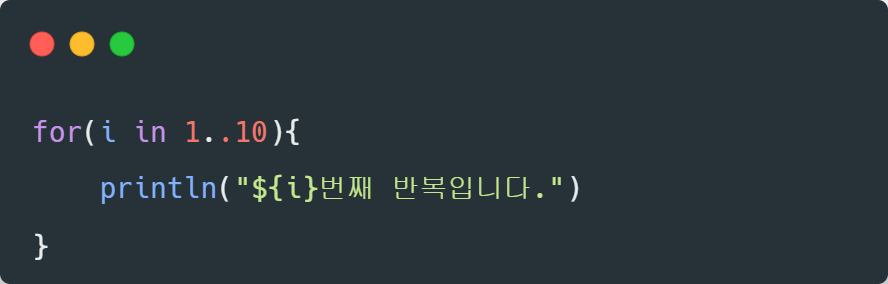 for(i in 1..10){
    println("${i}번째 반복입니다.")
}